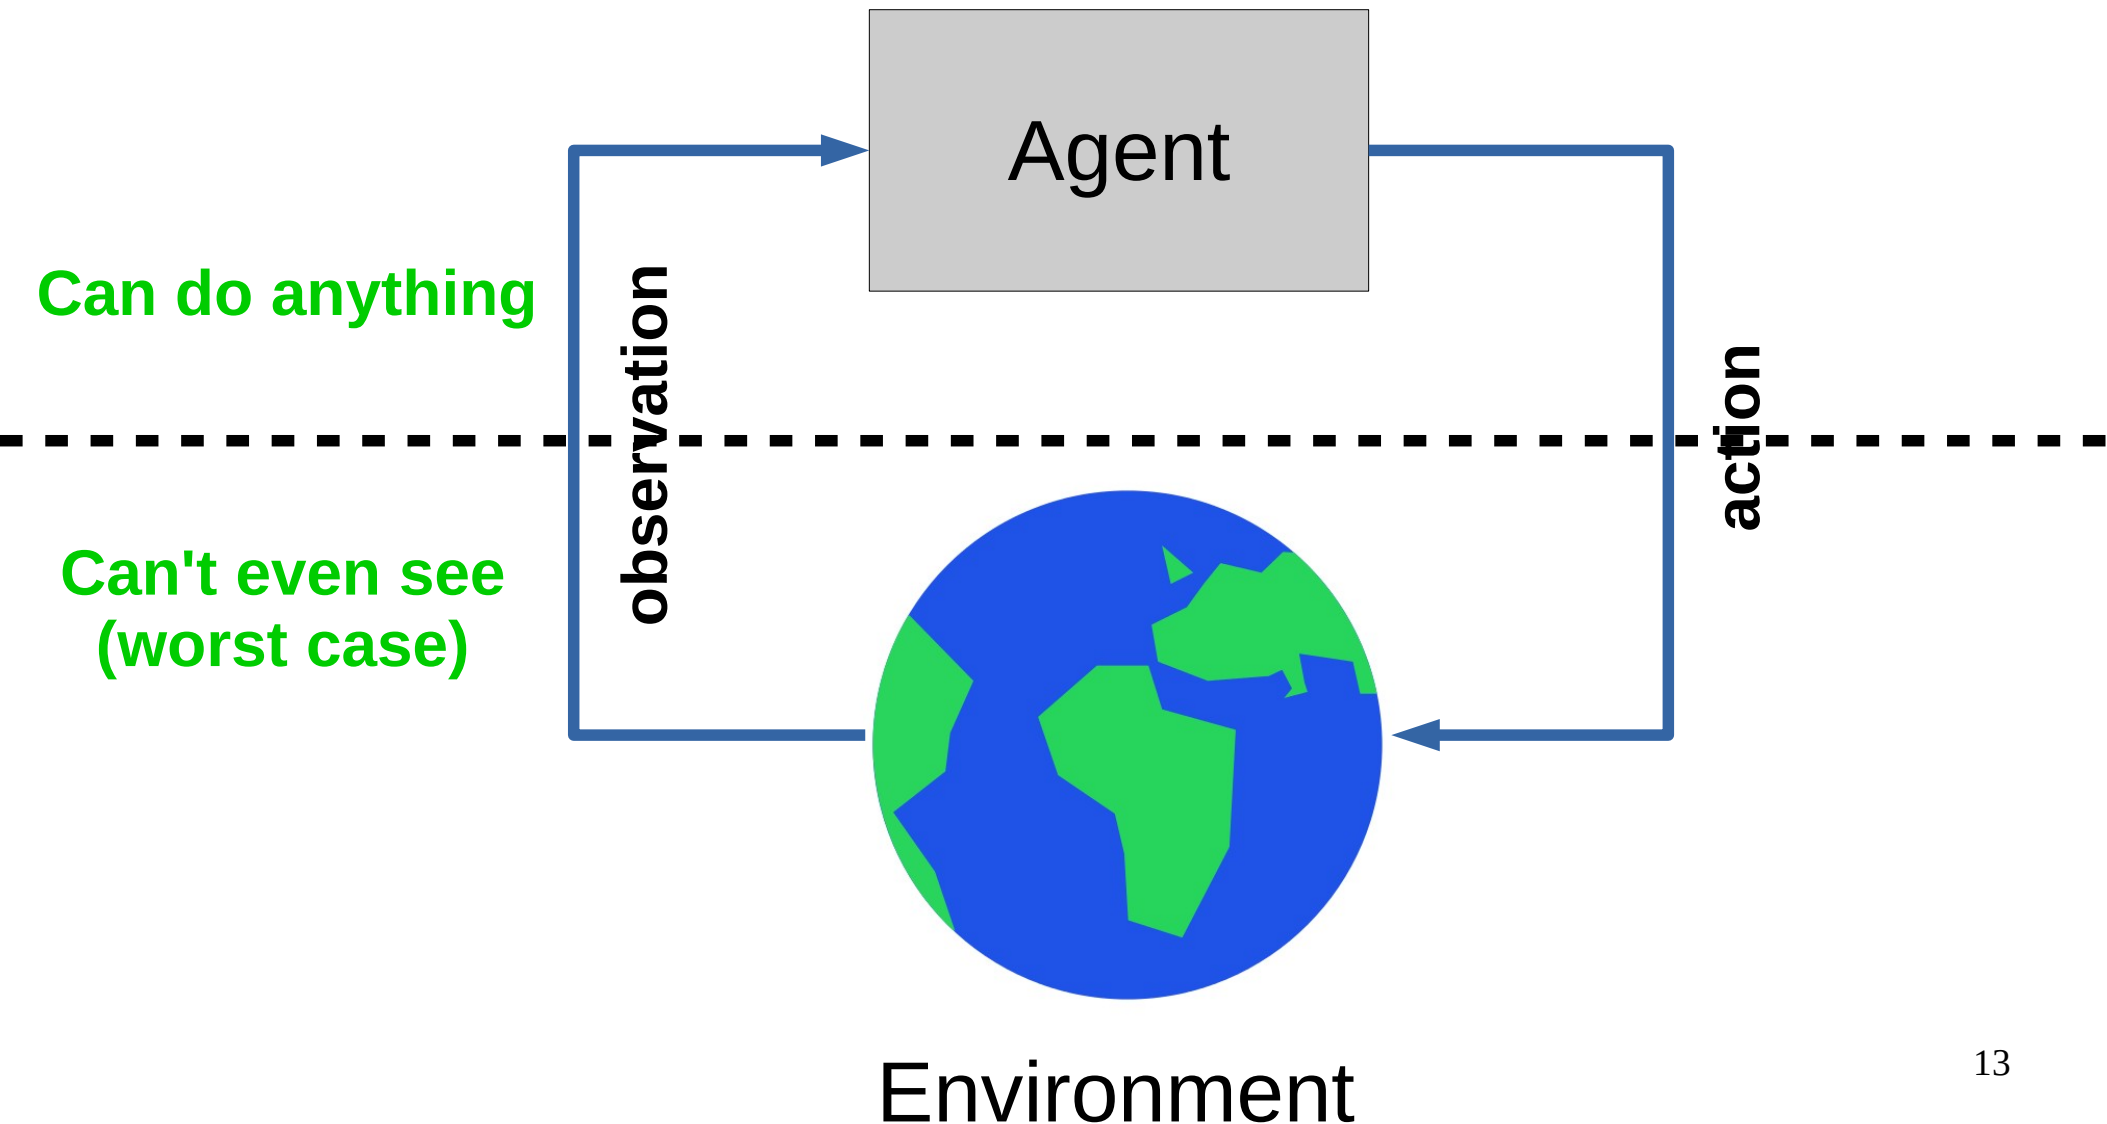 Agent
Can do anything
observation
action
Can't even see
(worst case)
Environment
13